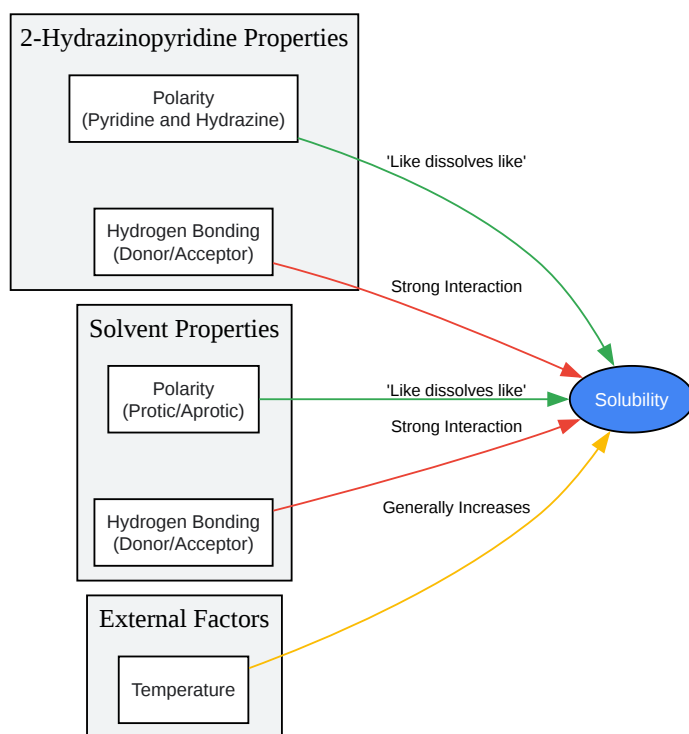 2-Hydrazinopyridine Properties
Polarity
(Pyridine and Hydrazine)
'Like dissolves like'
Hydrogen Bonding
(Donor/Acceptor)
Strong Interaction
Solvent Properties
Polarity
(Protic/Aprotic)
'Like dissolves like'
Solubility
Strong Interaction
Hydrogen Bonding
(Donor/Acceptor)
Generally Increases
External Factors
Temperature